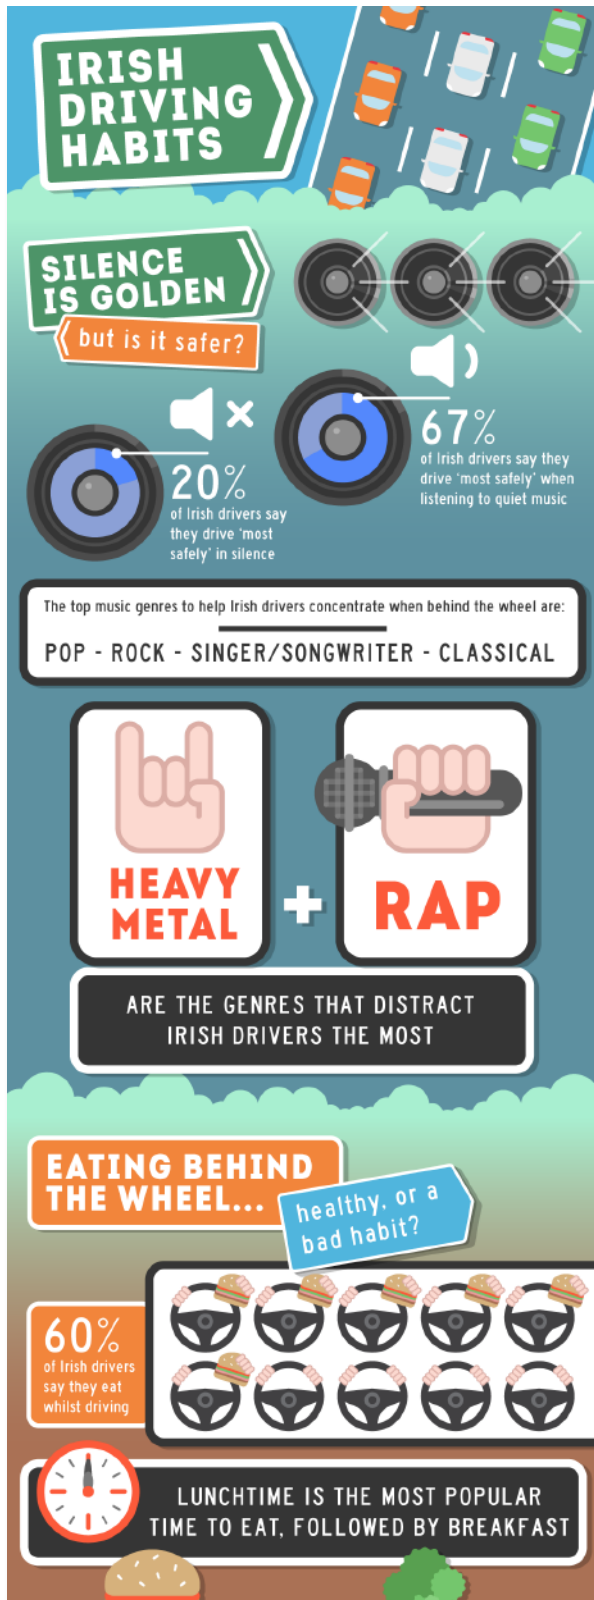 IRISH
DRIVING
HABITS
SILENCE
IS GOLDEN
but is it safer?
67%
of Irish drivers say they
drive 'most safely' when
listening to quiet music
20%
of Irish drivers say
they drive 'most
safely' in silence
The top music genres to help Irish drivers concentrate when behind the wheel are:
POP - ROCK - SINGER/SONGWRITER - CLASSICAL
HEAVY
METAL
+
RAP
ARE THE GENRES THAT DISTRACT
IRISH DRIVERS THE MOST
EATING BEHIND
THE WHEEL...
healthy, or a
bad habit?
60%
of Irish drivers
say they eat
whilst driving
LUNCHTIME IS THE MOST POPULAR
TIME TO EAT, FOLLOWED BY BREAKFAST